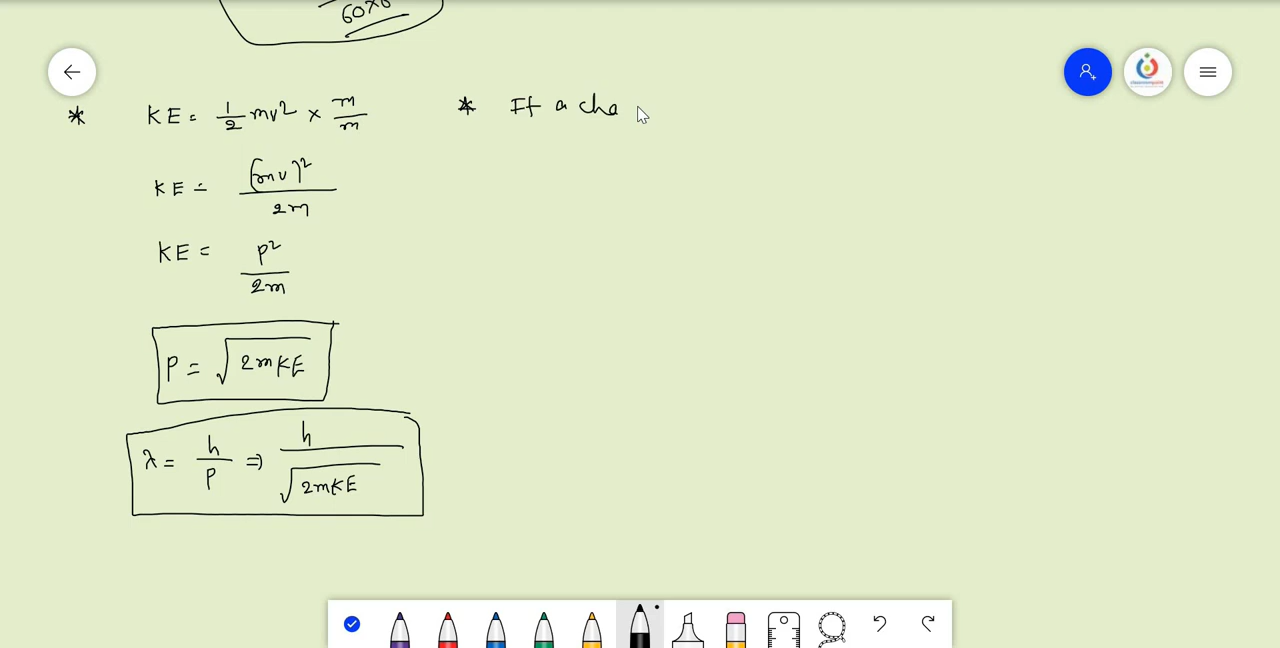 60×6
* KE = 1/2 mv² × m/m
KE = (mv)²/2m
KE = p²/2m
P = √2mKE
λ = h/P ⇒ h/√2mKE
* If a cha